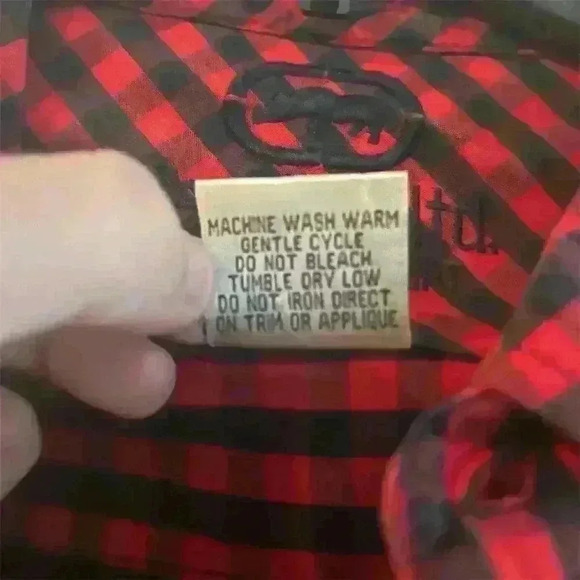 MACHINE WASH WARM
GENTLE CYCLE
DO NOT BLEACH
TUMBLE DRY LOW
DO NOT IRON DIRECT
ON TRIM OR APPLIQUE
ltd.